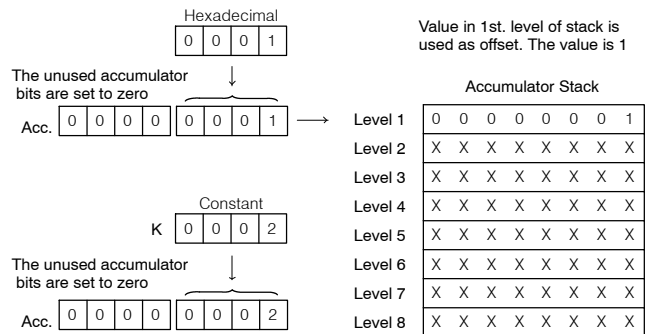 Hexadecimal
0 0 0 1
The unused accumulator
bits are set to zero
Acc. 0 0 0 0 0 0 0 1
Constant
K 0 0 0 2
The unused accumulator
bits are set to zero
Acc. 0 0 0 0 0 0 0 2
Value in 1st. level of stack is
used as offset. The value is 1
Accumulator Stack
Level 1 0 0 0 0 0 0 0 1
Level 2 X X X X X X X X
Level 3 X X X X X X X X
Level 4 X X X X X X X X
Level 5 X X X X X X X X
Level 6 X X X X X X X X
Level 7 X X X X X X X X
Level 8 X X X X X X X X